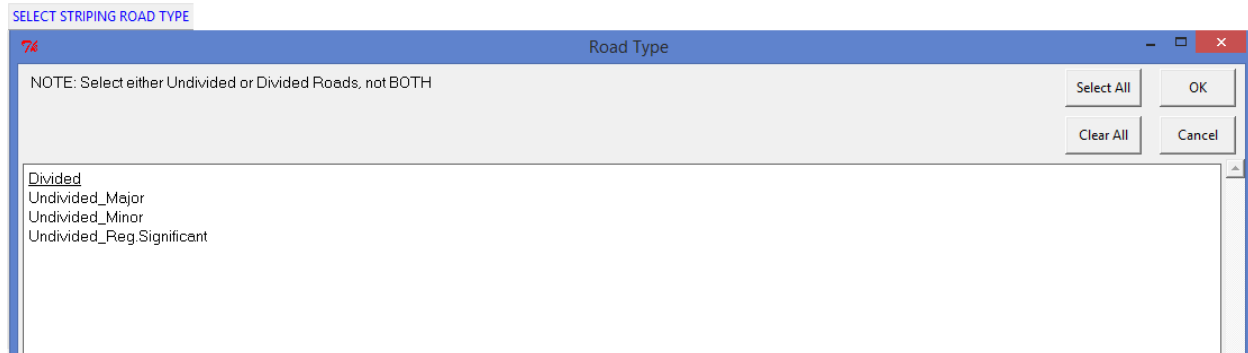 SELECT STRIPING ROAD TYPE
Road Type
NOTE: Select either Undivided or Divided Roads, not BOTH
Select All
OK
Clear All
Cancel
Divided
Undivided_Major
Undivided_Minor
Undivided_Reg.Significant